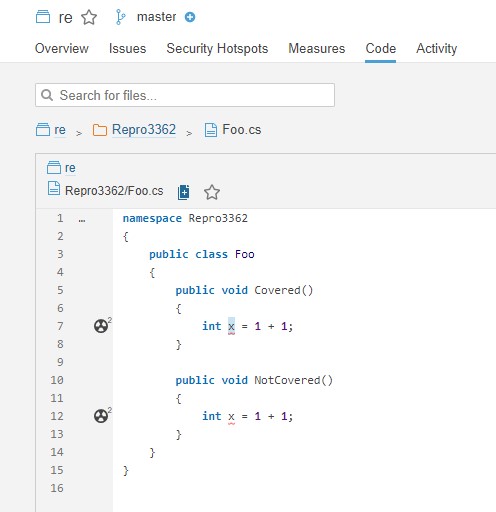 re master
Overview Issues Security Hotspots Measures Code Activity
Search for files...
re > Repro3362 > Foo.cs
re
Repro3362/Foo.cs
1 … namespace Repro3362
2 {
3 public class Foo
4 {
5 public void Covered()
6 {
7 2 int x = 1 + 1;
8 }
9
10 public void NotCovered()
11 {
12 2 int x = 1 + 1;
13 }
14 }
15 }
16